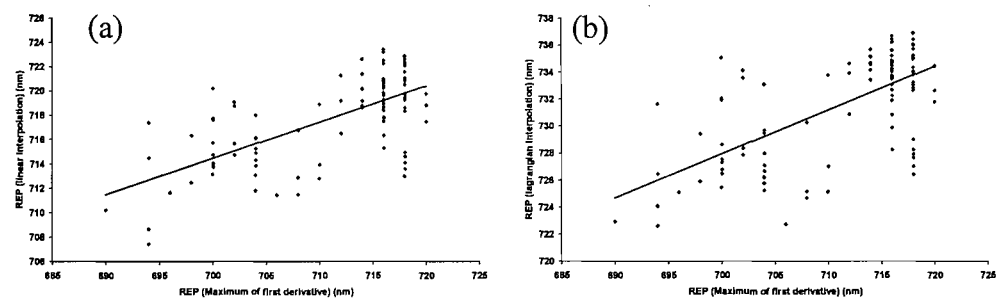 (a)
REP (linear interpolation) (nm)
726
724
722
720
718
716
714
712
710
708
706
685 690 695 700 705 710 715 720 725
REP (Maximum of first derivative) (nm)
(b)
REP (lagrangian interpolation) (nm)
738
736
734
732
730
728
726
724
722
720
685 690 695 700 705 710 715 720 725
REP (Maximum of first derivative) (nm)